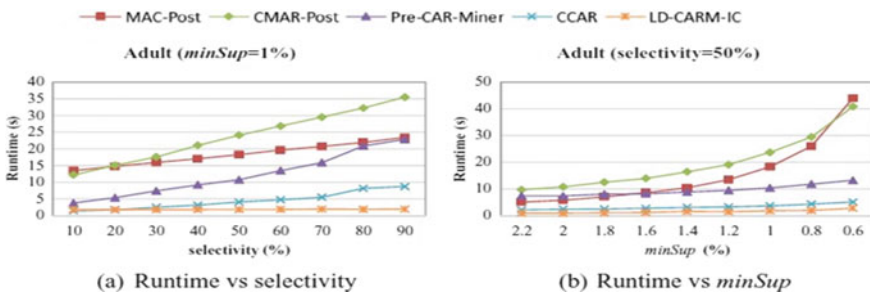 MAC-Post CMAR-Post Pre-CAR-Miner CCAR LD-CARM-IC
Adult (minSup=1%)
Runtime (s)
40
35
30
25
20
15
10
5
0
10 20 30 40 50 60 70 80 90
selectivity (%)
(a) Runtime vs selectivity
Adult (selectivity=50%)
Runtime (s)
50
40
30
20
10
0
2.2 2 1.8 1.6 1.4 1.2 1 0.8 0.6
minSup (%)
(b) Runtime vs minSup